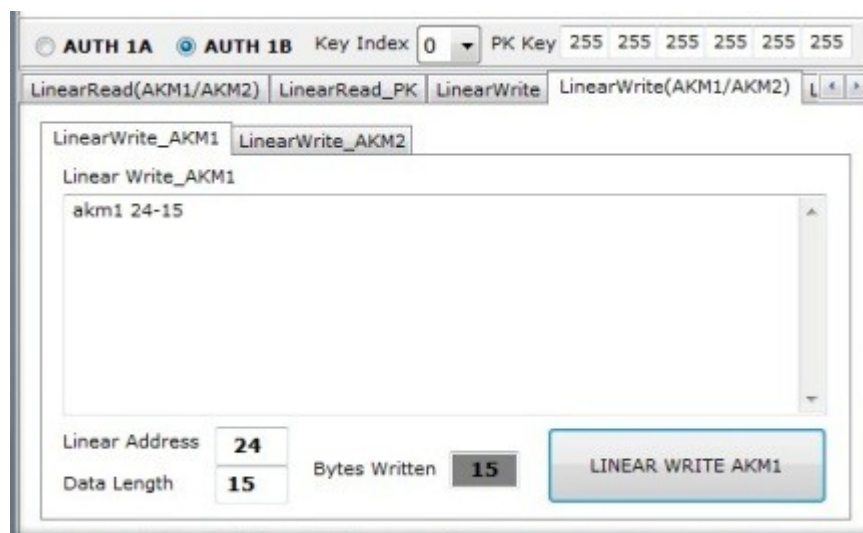 AUTH 1A AUTH 1B Key Index 0 PK Key 255 255 255 255 255 255
LinearRead(AKM1/AKM2) LinearRead_PK LinearWrite LinearWrite(AKM1/AKM2) L
LinearWrite_AKM1 LinearWrite_AKM2
Linear Write_AKM1
akm1 24-15
Linear Address 24
Data Length 15
Bytes Written 15
LINEAR WRITE AKM1